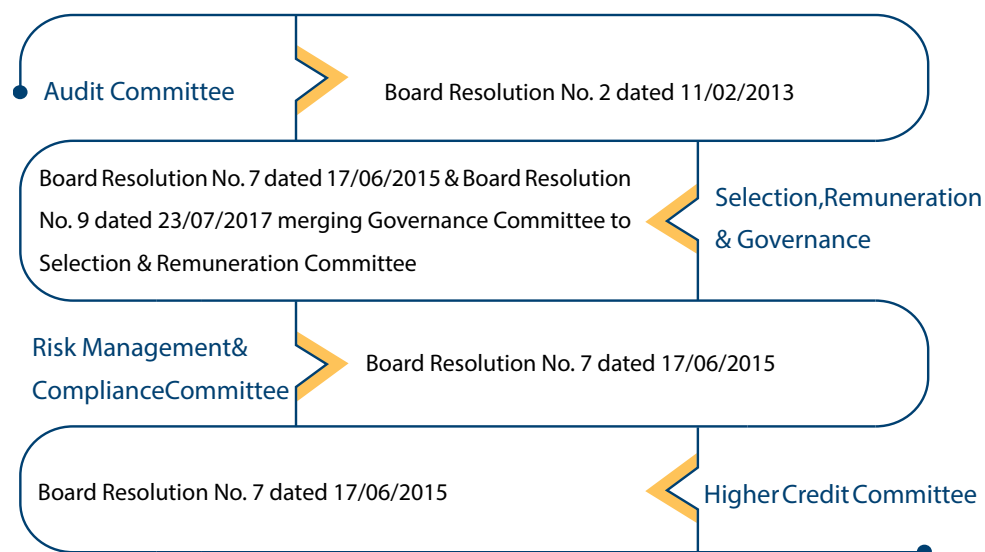 Audit Committee
Board Resolution No. 2 dated 11/02/2013
Board Resolution No. 7 dated 17/06/2015 & Board Resolution
No. 9 dated 23/07/2017 merging Governance Committee to
Selection & Remuneration Committee
Selection,Remuneration
& Governance
Risk Management&
ComplianceCommittee
Board Resolution No. 7 dated 17/06/2015
Board Resolution No. 7 dated 17/06/2015
Higher Credit Committee